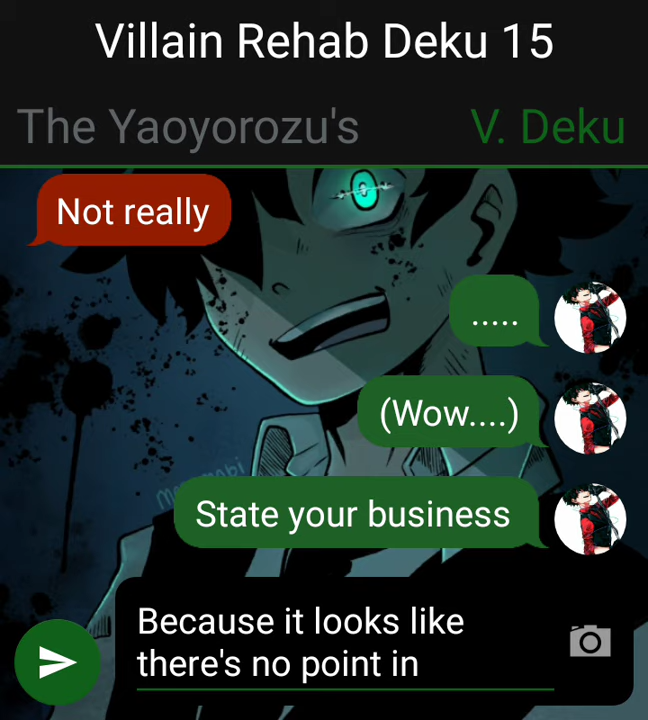 Villain Rehab Deku 15
The Yaoyorozu's
V. Deku
Not really
.....
(Wow....)
State your business
Because it looks like
there's no point in